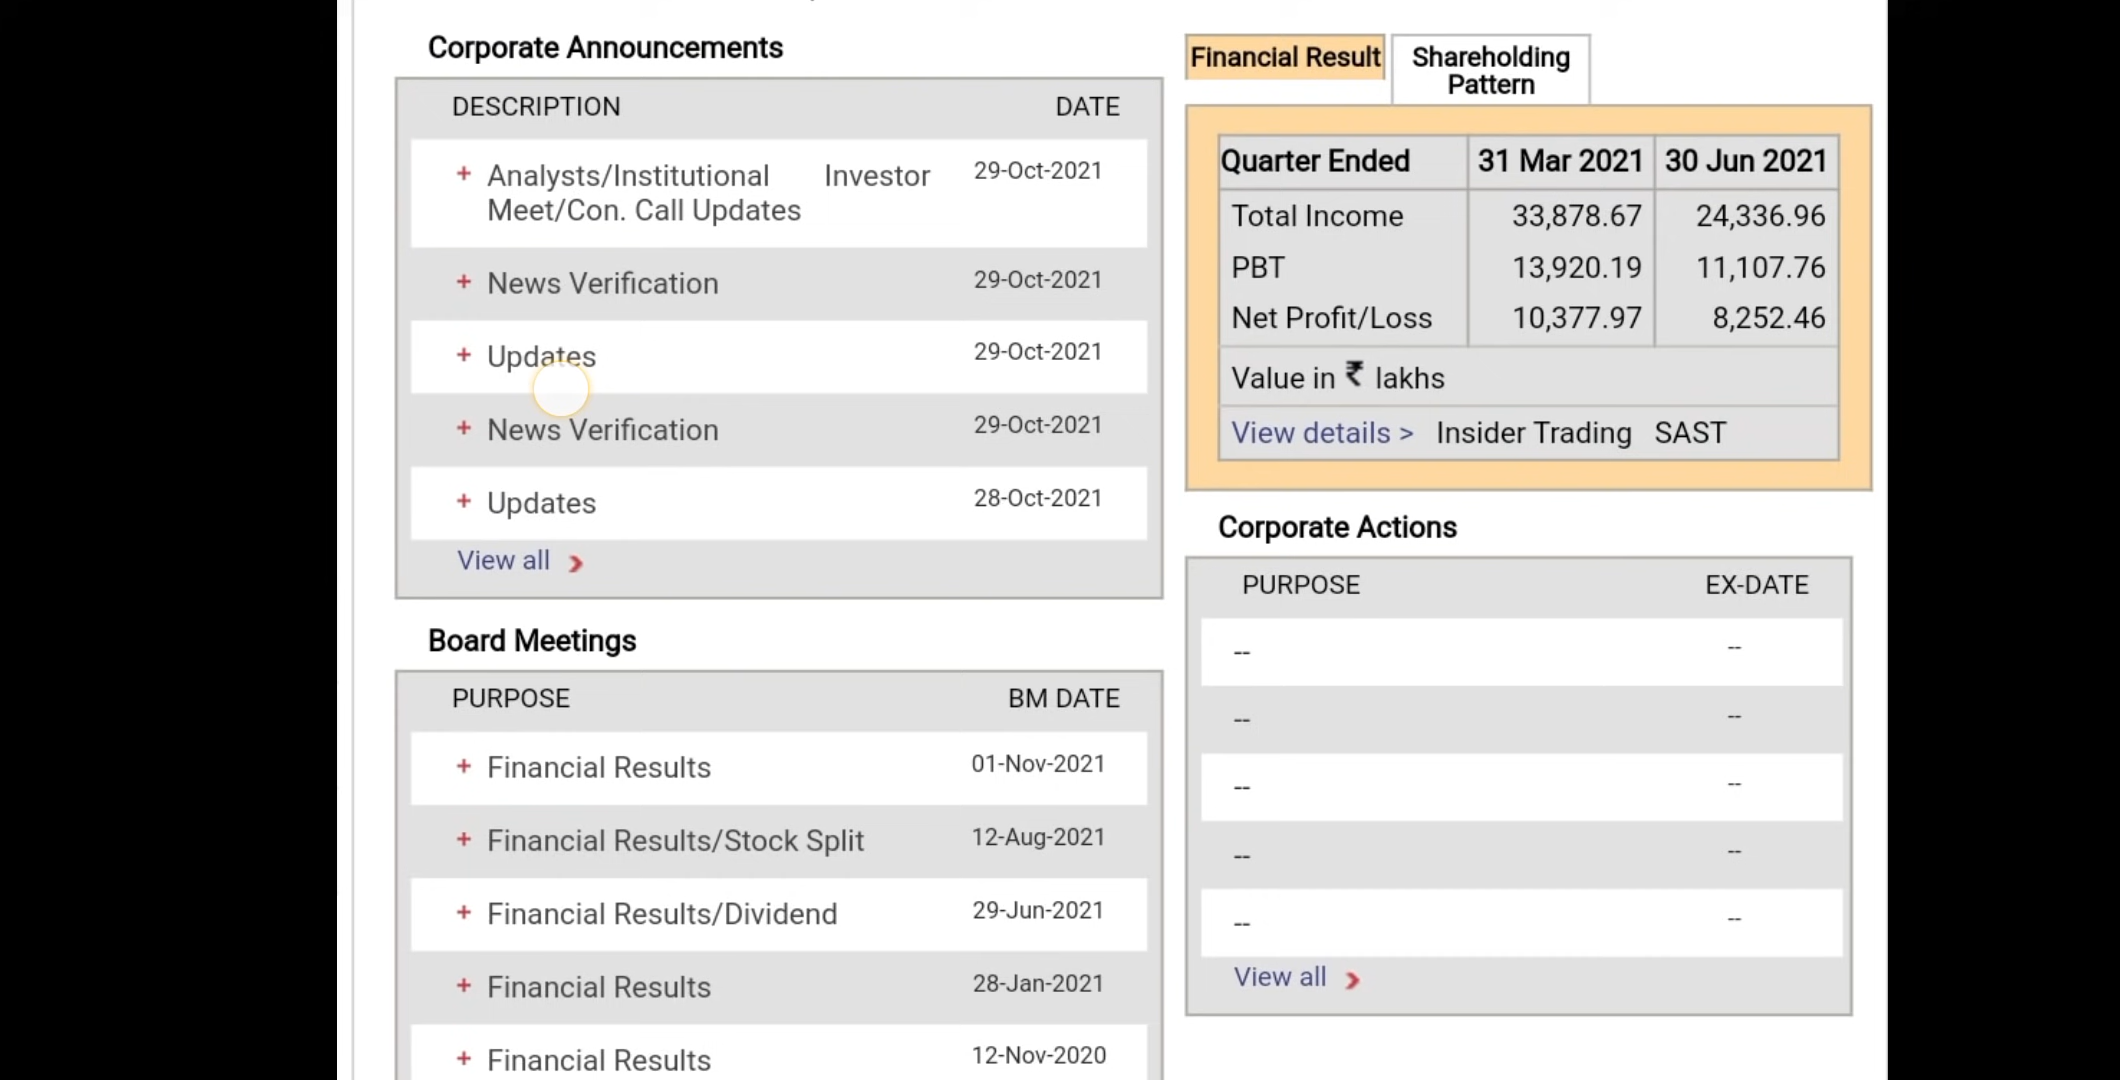 Corporate Announcements
DESCRIPTION DATE
+ Analysts/Institutional Investor 29-Oct-2021
Meet/Con. Call Updates
+ News Verification 29-Oct-2021
+ Updates 29-Oct-2021
+ News Verification 29-Oct-2021
+ Updates 28-Oct-2021
View all
Board Meetings
PURPOSE BM DATE
+ Financial Results 01-Nov-2021
+ Financial Results/Stock Split 12-Aug-2021
+ Financial Results/Dividend 29-Jun-2021
+ Financial Results 28-Jan-2021
+ Financial Results 12-Nov-2020
Financial Result
Shareholding
Pattern
Quarter Ended 31 Mar 2021 30 Jun 2021
Total Income 33,878.67 24,336.96
PBT 13,920.19 11,107.76
Net Profit/Loss 10,377.97 8,252.46
Value in ₹ lakhs
View details > Insider Trading SAST
Corporate Actions
PURPOSE EX-DATE
-- --
-- --
-- --
-- --
-- --
View all